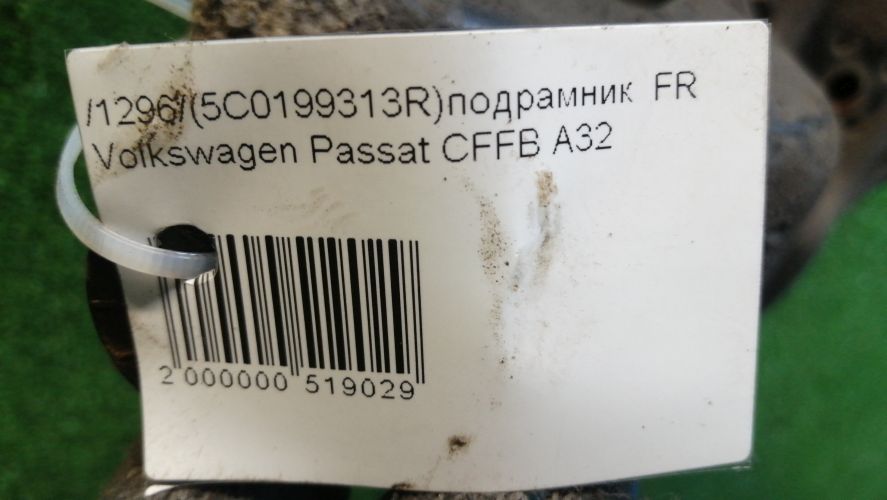 /1296/(5C0199313R)подрамник FR
Volkswagen Passat CFFB A32
2 000000 519029